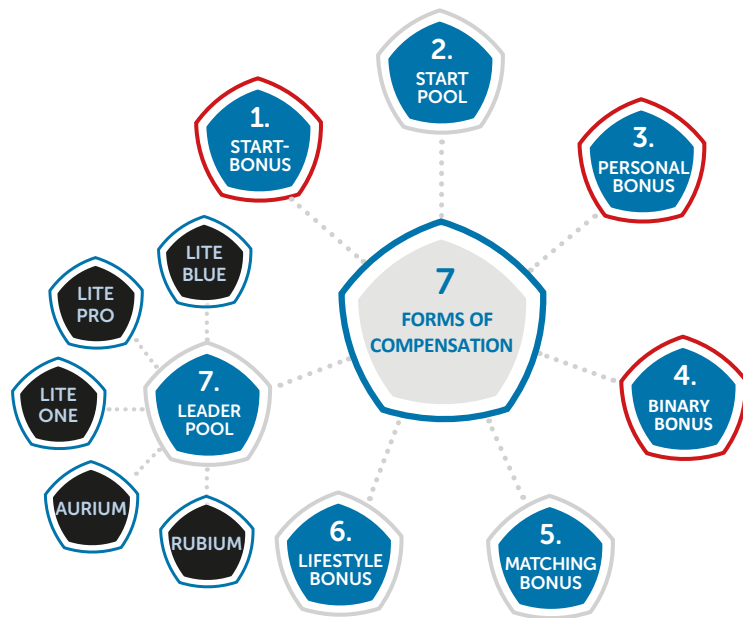 1.
START-
BONUS
2.
START
POOL
3.
PERSONAL
BONUS
7
FORMS OF
COMPENSATION
4.
BINARY
BONUS
5.
MATCHING
BONUS
6.
LIFESTYLE
BONUS
7.
LEADER
POOL
LITE
BLUE
LITE
PRO
LITE
ONE
AURIUM
RUBIUM